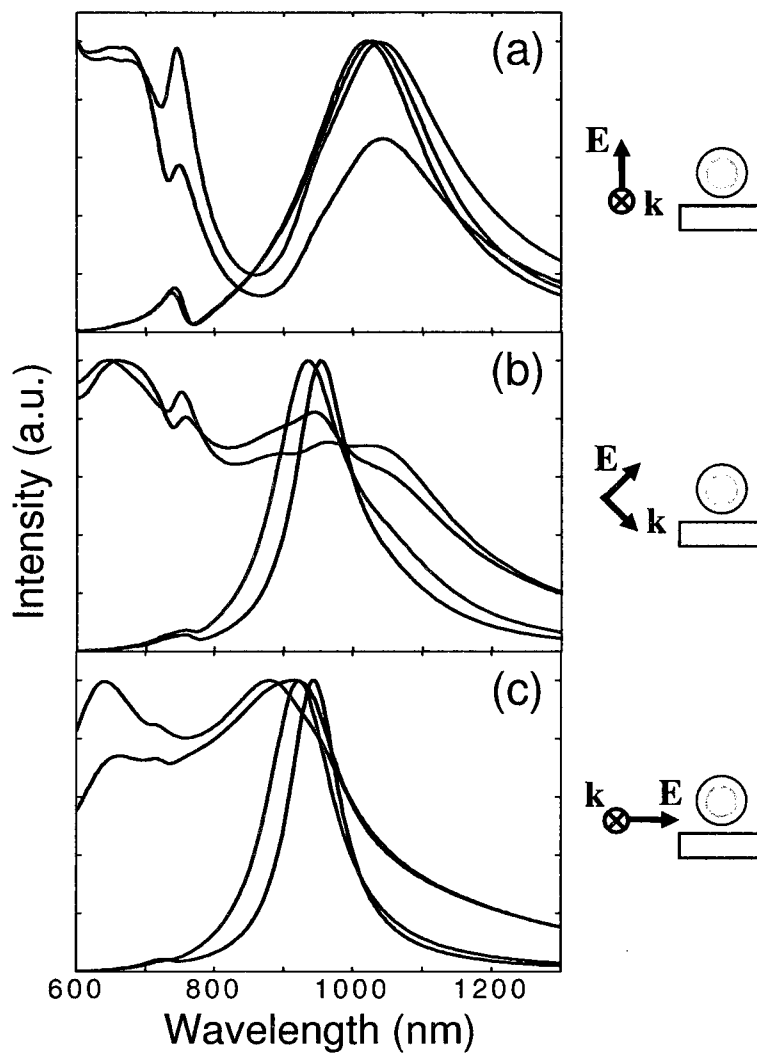 (a)
E
k
(b)
E
k
(c)
k E
Intensity (a.u.)
600 800 1000 1200
Wavelength (nm)